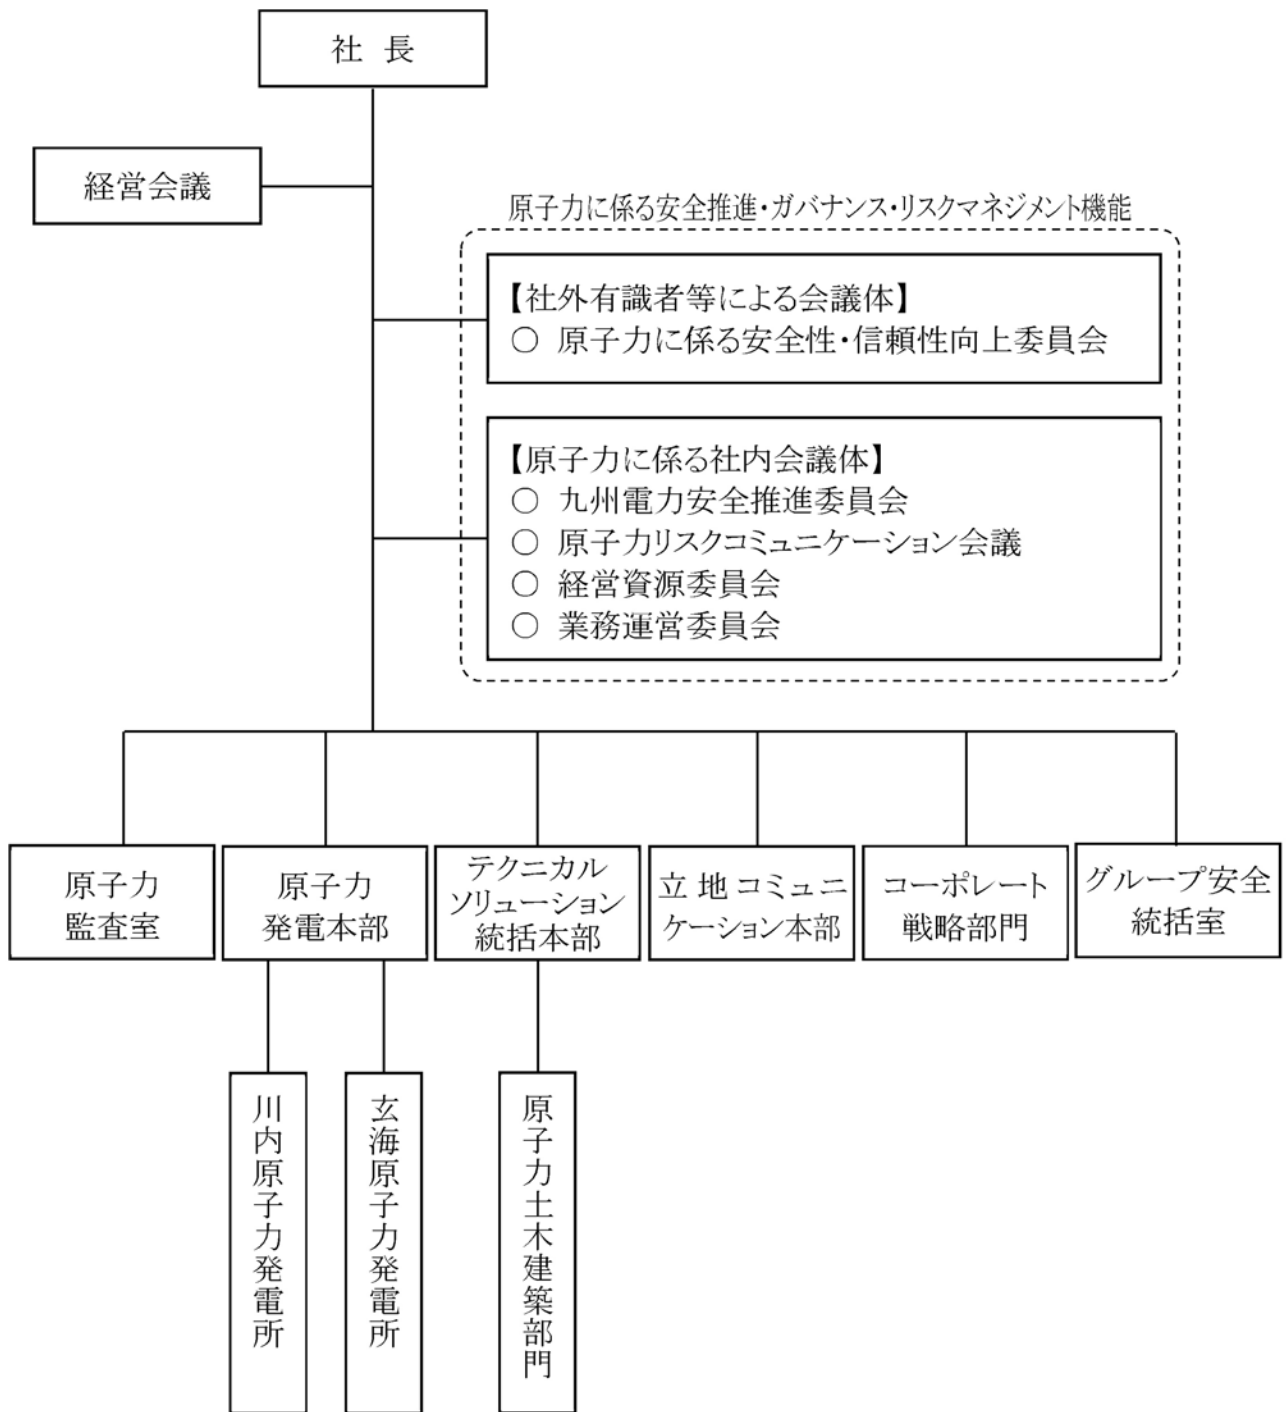 社 長
経営会議
原子力に係る安全推進・ガバナンス・リスクマネジメント機能
【社外有識者等による会議体】
○ 原子力に係る安全性・信頼性向上委員会
【原子力に係る社内会議体】
○ 九州電力安全推進委員会
○ 原子力リスクコミュニケーション会議
○ 経営資源委員会
○ 業務運営委員会
原子力
監査室
原子力
発電本部
テクニカル
ソリューション
統括本部
立地コミュニ
ケーション本部
コーポレート
戦略部門
グループ安全
統括室
川内原子力発電所
玄海原子力発電所
原子力土木建築部門